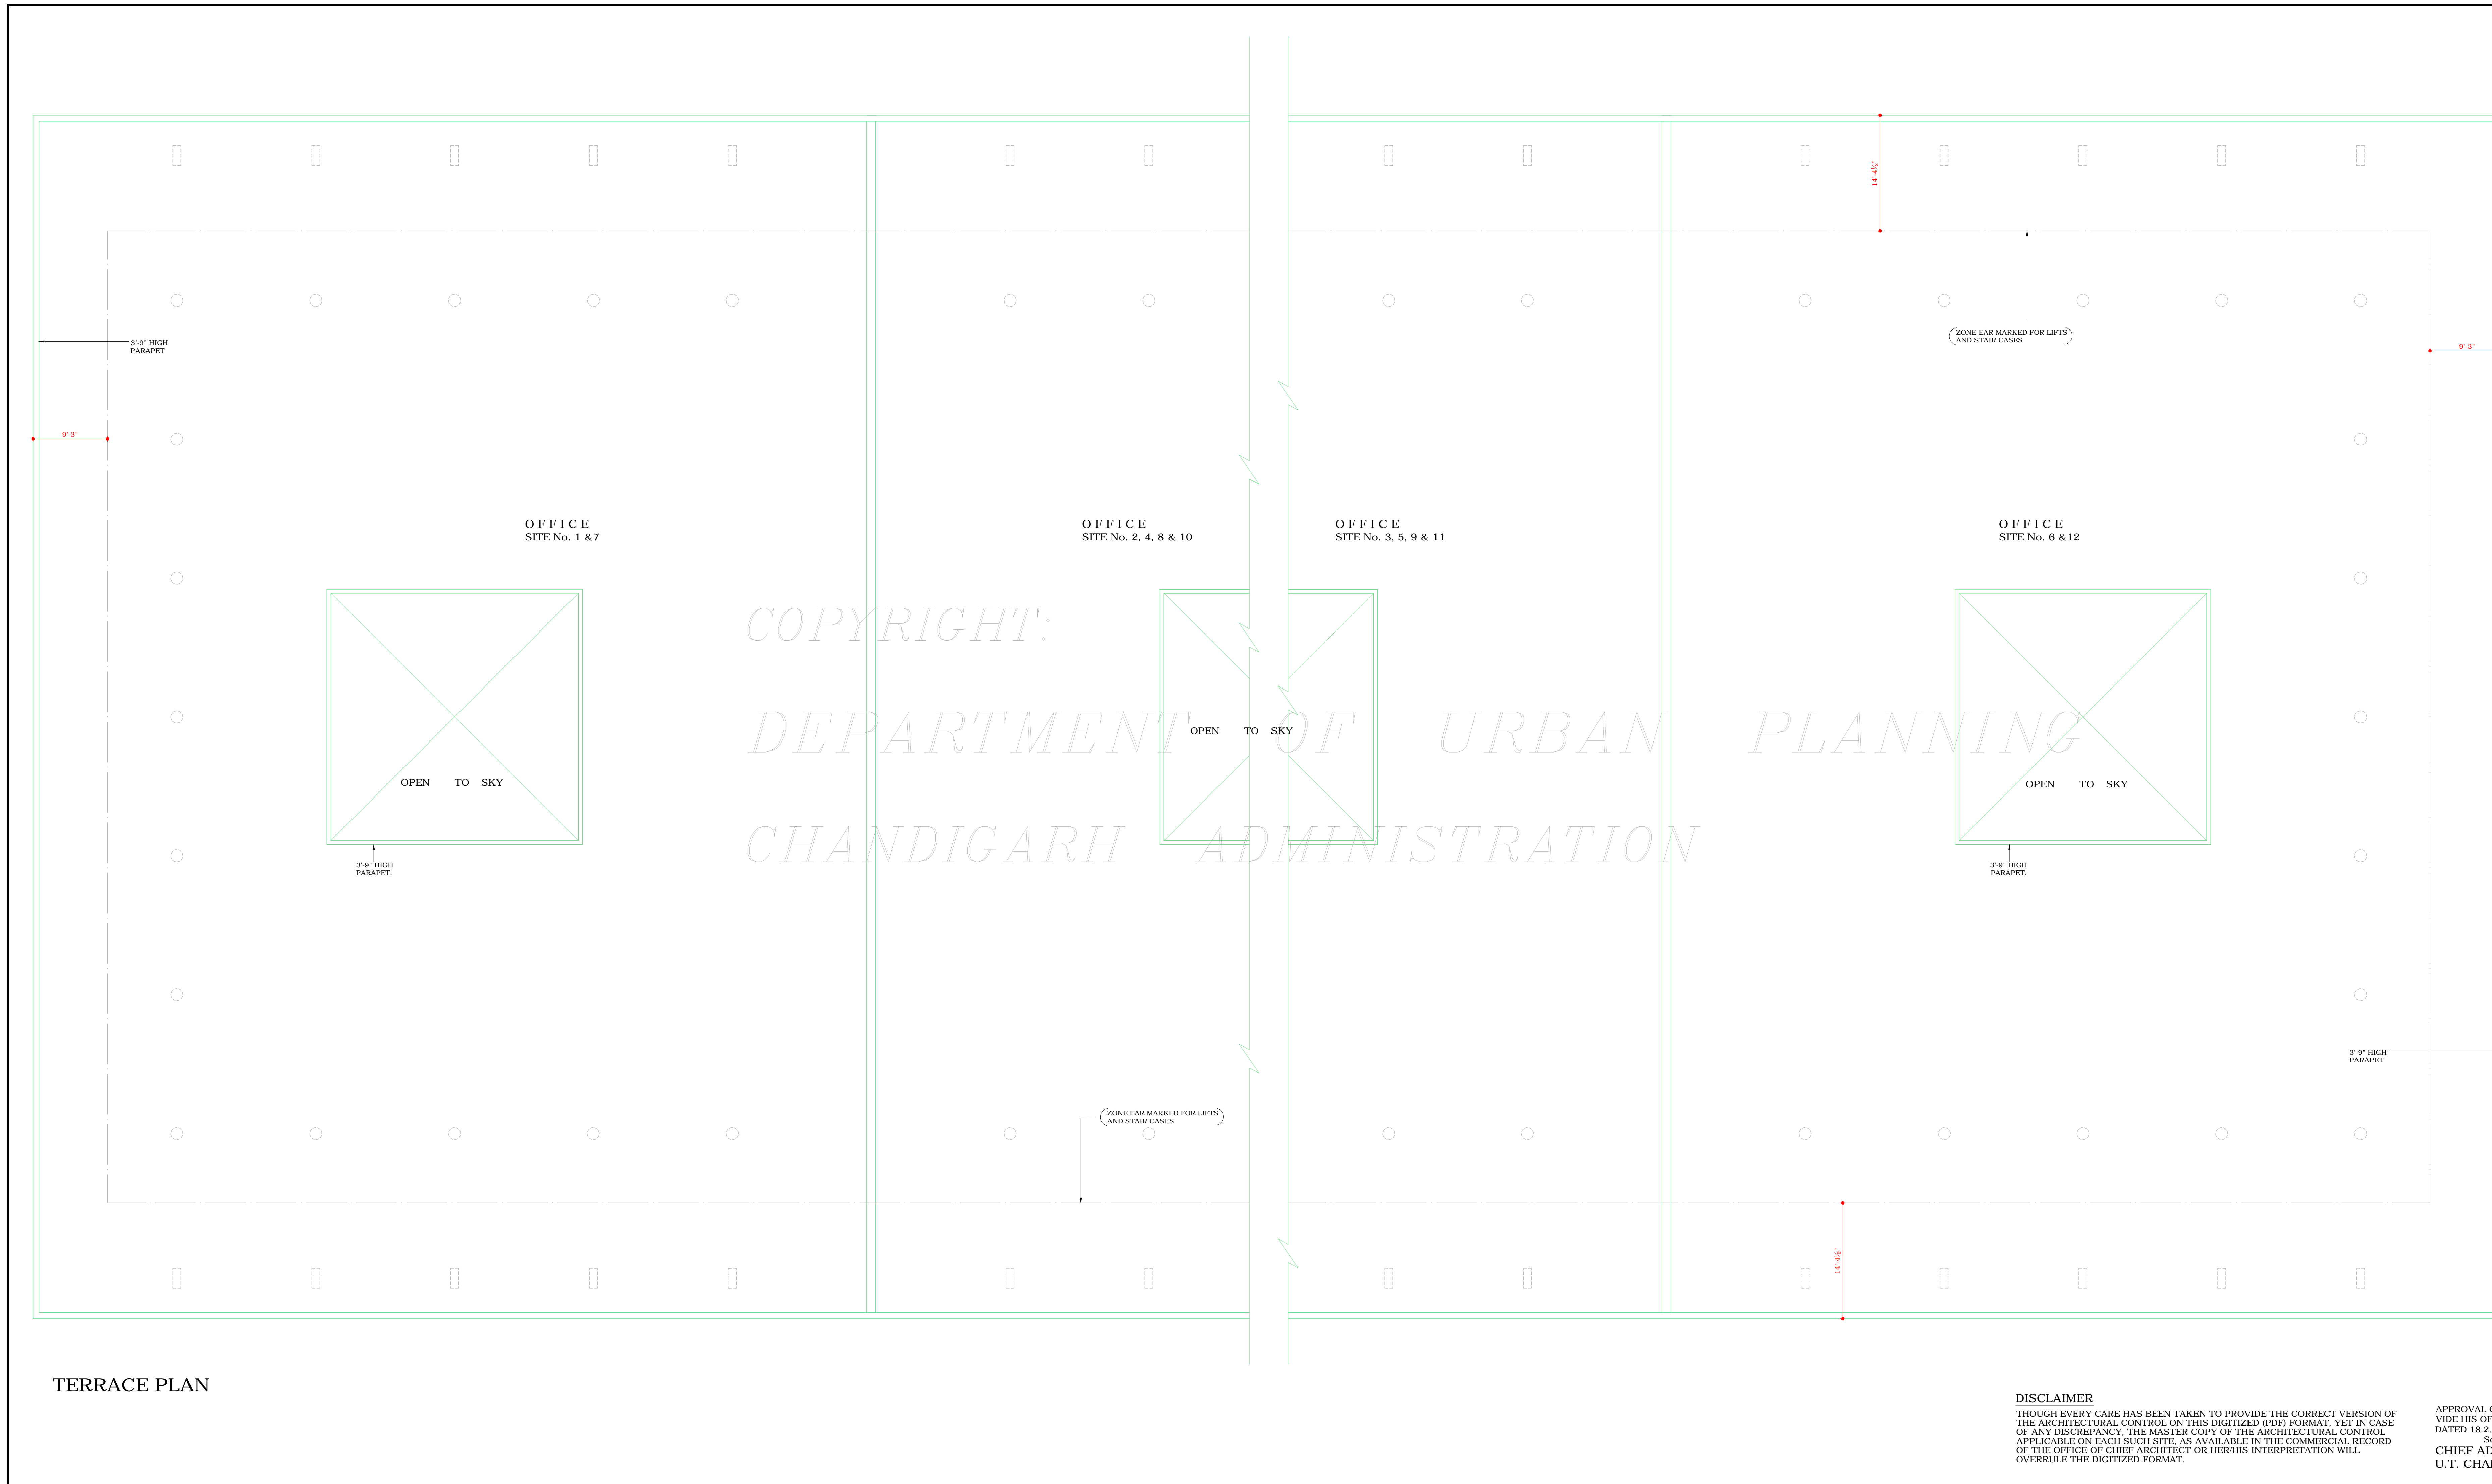 14'-4½"
ZONE EAR MARKED FOR LIFTS
AND STAIR CASES
3'-9" HIGH
PARAPET
9'-3"
9'-3"
O F F I C E
SITE No. 1 &7
O F F I C E
SITE No. 2, 4, 8 & 10
O F F I C E
SITE No. 3, 5, 9 & 11
O F F I C E
SITE No. 6 &12
COPYRIGHT:
DEPARTMENT OF URBAN PLANNING
CHANDIGARH ADMINISTRATION
OPEN TO SKY
OPEN TO SKY
OPEN TO SKY
3'-9" HIGH
PARAPET.
3'-9" HIGH
PARAPET.
3'-9" HIGH
PARAPET
ZONE EAR MARKED FOR LIFTS
AND STAIR CASES
14'-4½"
TERRACE PLAN
DISCLAIMER
THOUGH EVERY CARE HAS BEEN TAKEN TO PROVIDE THE CORRECT VERSION OF
THE ARCHITECTURAL CONTROL ON THIS DIGITIZED (PDF) FORMAT, YET IN CASE
OF ANY DISCREPANCY, THE MASTER COPY OF THE ARCHITECTURAL CONTROL
APPLICABLE ON EACH SUCH SITE, AS AVAILABLE IN THE COMMERCIAL RECORD
OF THE OFFICE OF CHIEF ARCHITECT OR HER/HIS INTERPRETATION WILL
OVERRULE THE DIGITIZED FORMAT.
APPROVAL
VIDE HIS
DATED 18.2.
CHIEF
U.T.